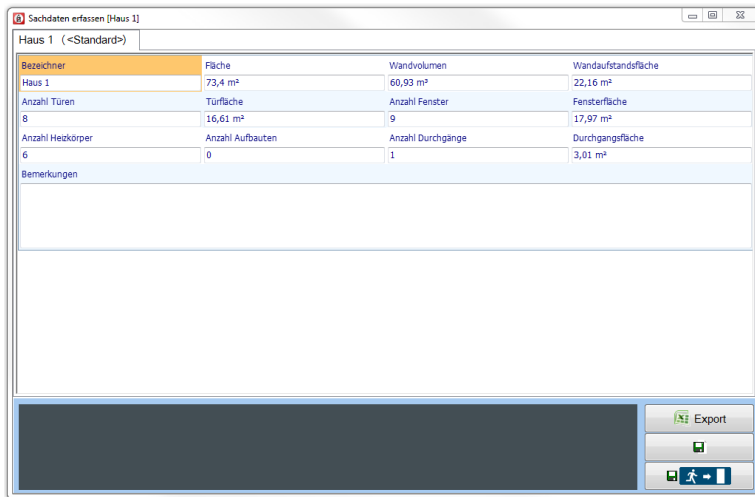 Sachdaten erfassen [Haus 1]
Haus 1 (<Standard>)
Bezeichner Fläche Wandvolumen Wandaufstandsfläche
Haus 1 73,4 m² 60,93 m² 22,16 m²
Anzahl Türen Türfläche Anzahl Fenster Fensterfläche
8 16,61 m² 9 17,97 m²
Anzahl Heizkörper Anzahl Aufbauten Anzahl Durchgänge Durchgangsfläche
6 0 1 3,01 m²
Bemerkungen
Export